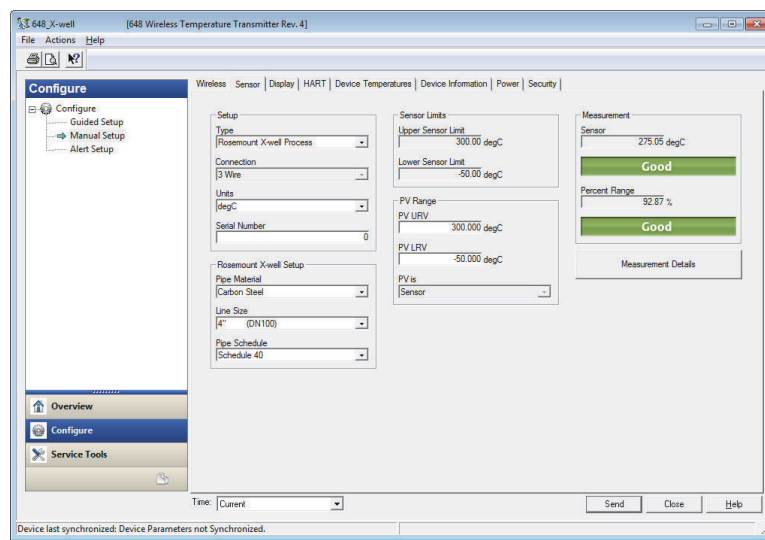 648_X-well [648 Wireless Temperature Transmitter Rev. 4]
File Actions Help
Configure
Configure
Guided Setup
Manual Setup
Alert Setup
Overview
Configure
Service Tools
Wireless Sensor Display HART Device Temperatures Device Information Power Security
Setup
Type
Rosemount X-well Process
Connection
3 Wire
Units
degC
Serial Number
0
Rosemount X-well Setup
Pipe Material
Carbon Steel
Line Size
4" (DN100)
Pipe Schedule
Schedule 40
Sensor Limits
Upper Sensor Limit
300.00 degC
Lower Sensor Limit
-50.00 degC
PV Range
PV URV
300.000 degC
PV LRV
-50.000 degC
PV is
Sensor
Measurement
Sensor
275.05 degC
Good
Percent Range
92.87 %
Good
Measurement Details
Time: Current
Send Close Help
Device last synchronized: Device Parameters not Synchronized.